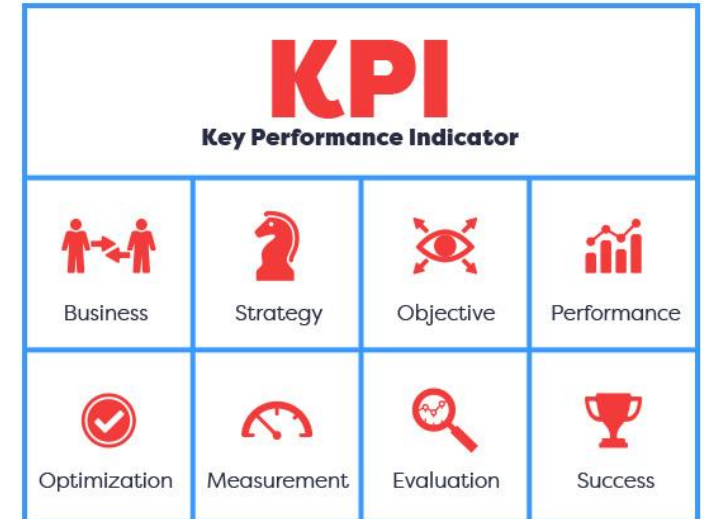 KPI
Key Performance Indicator
Business
Strategy
Objective
Performance
Optimization
Measurement
Evaluation
Success